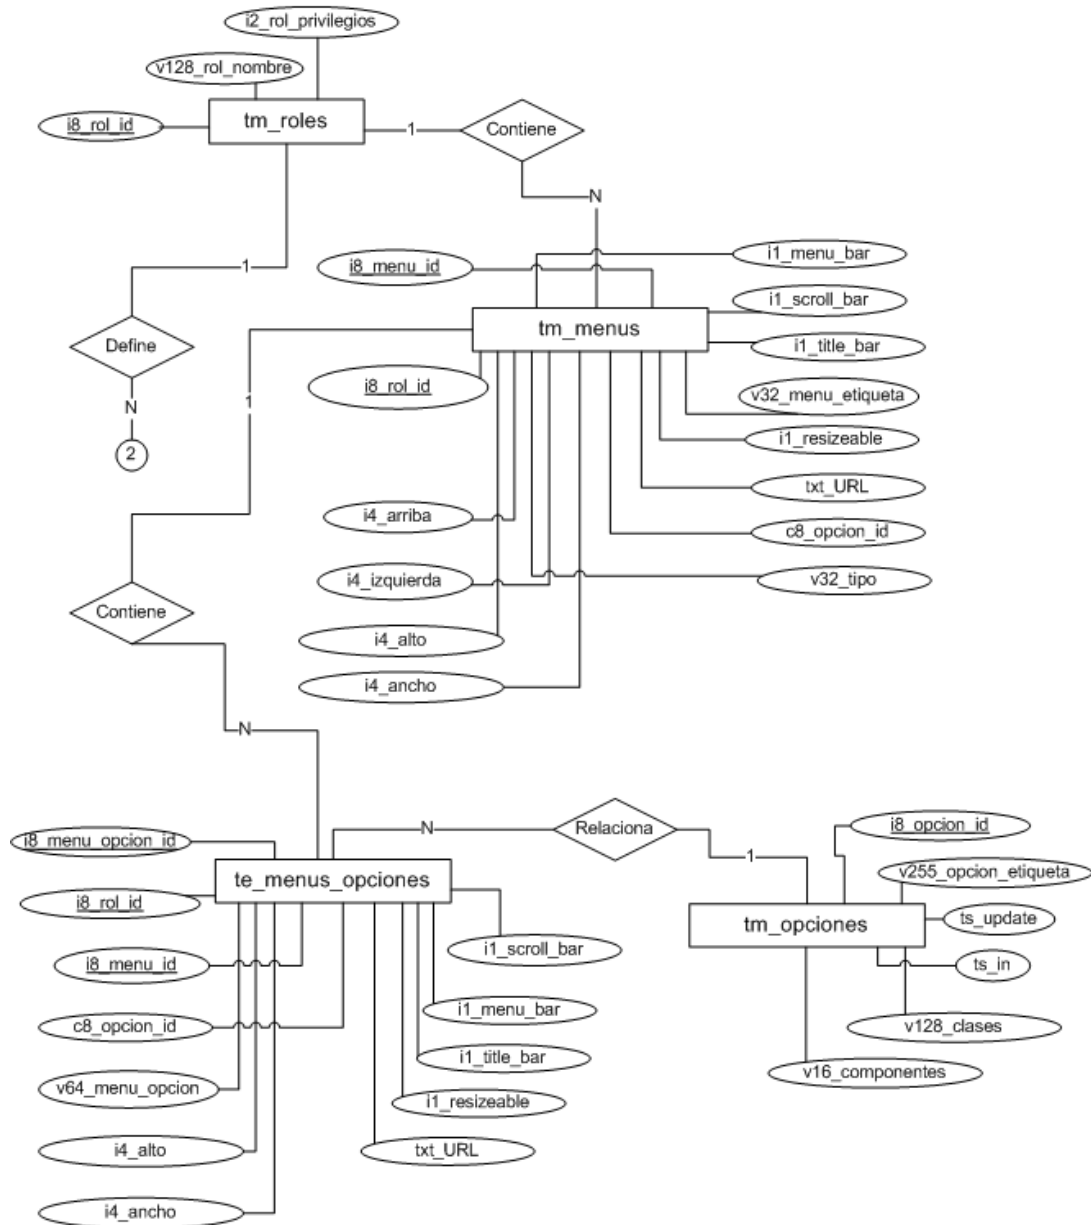 i2_rol_privilegios
v128_rol_nombre
i8_rol_id
tm_roles
1
Contiene
N
1
i8_menu_id
i1_menu_bar
i1_scroll_bar
tm_menus
i1_title_bar
Define
i8_rol_id
v32_menu_etiqueta
1
N
i1_resizeable
2
txt_URL
i4_arriba
c8_opcion_id
i4_izquierda
v32_tipo
Contiene
i4_alto
i4_ancho
N
i8_opcion_id
N
Relaciona
i8_menu_opcion_id
1
v255_opcion_etiqueta
te_menus_opciones
i8_rol_id
tm_opciones
ts_update
i1_scroll_bar
i8_menu_id
ts_in
i1_menu_bar
c8_opcion_id
v128_clases
i1_title_bar
v16_componentes
v64_menu_opcion
i1_resizeable
i4_alto
txt_URL
i4_ancho